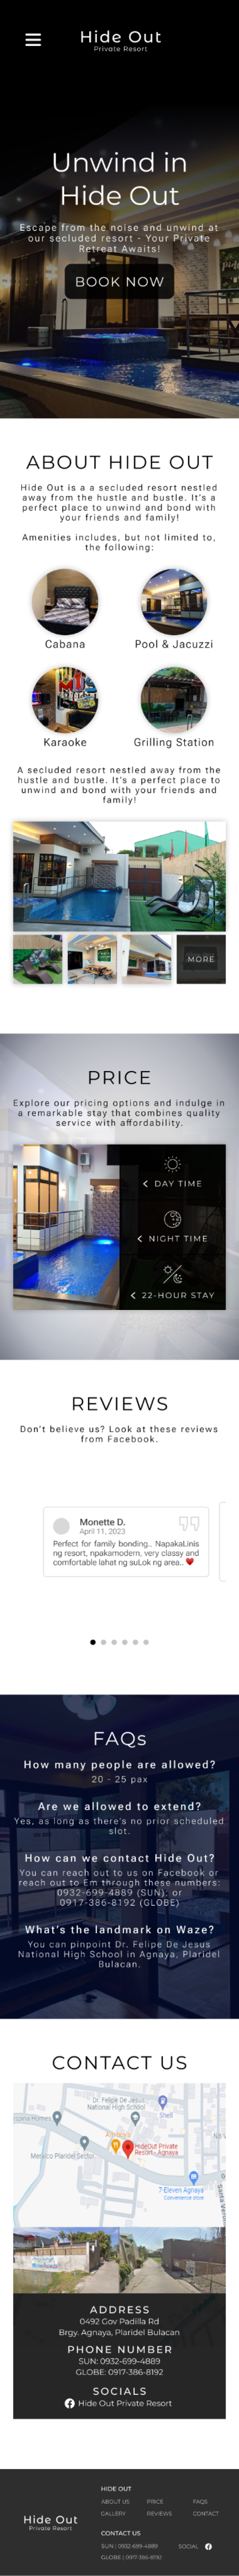 Hide Out
Private Resort
Unwind in
Hide Out
Escape from the noise and unwind at
our secluded resort - Your Private
Retreat Awaits!
BOOK NOW
ABOUT HIDE OUT
Hide Out is a a secluded resort nestled
away from the hustle and bustle. It's a
perfect place to unwind and bond with
your friends and family!
Amenities includes, but not limited to,
the following:
Cabana
Pool & Jacuzzi
Karaoke
Grilling Station
A secluded resort nestled away from the
hustle and bustle. It's a perfect place to
unwind and bond with your friends and
family!
MORE
PRICE
Explore our pricing options and indulge in
a remarkable stay that combines quality
service with affordability.
< DAY TIME
< NIGHT TIME
< 22-HOUR STAY
REVIEWS
Don't believe us? Look at these reviews
from Facebook.
Monette D.
April 11, 2023
Perfect for family bonding.. NapakaLinis
ng resort, npakamodern, very classy and
comfortable lahat ng suLok ng area.. ❤
FAQs
How many people are allowed?
20 - 25 pax
Are we allowed to extend?
Yes, as long as there's no prior scheduled
slot.
How can we contact Hide Out?
You can reach out to us on Facebook or
reach out to Em through these numbers:
0932-699-4889 (SUN); or
0917-386-8192 (GLOBE)
What's the landmark on Waze?
You can pinpoint Dr. Felipe De Jesus
National High School in Agnaya, Plaridel
Bulacan.
CONTACT US
Dr. Felipe De Jesus
National High School
Shell
Homes
HideOut Private
Resort - Agnaya
Meralco Plaridel Sector
7-Eleven Agnaya
Convenience store
ADDRESS
0492 Gov Padilla Rd
Brgy. Agnaya, Plaridel Bulacan
PHONE NUMBER
SUN: 0932-699-4889
GLOBE: 0917-386-8192
SOCIALS
Hide Out Private Resort
HIDE OUT
ABOUT US PRICE FAQS
GALLERY REVIEWS CONTACT
Hide Out
Private Resort
CONTACT US
SUN | 0932-699-4889 SOCIAL
GLOBE | 0917-386-8192